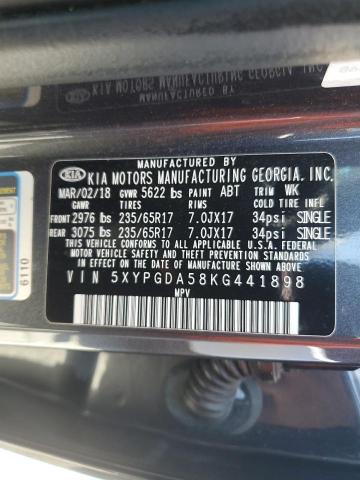 MANUFACTURED BY
KIA KIA MOTORS MANUFACTURING GEORGIA, INC.
MAR/02/18 GVWR 5622 lbs PAINT ABT TRIM WK
GAWR TIRES RIMS COLD TIRE INFL
FRONT 2976 lbs 235/65R17 7.0JX17 34psi SINGLE
REAR 3075 lbs 235/65R17 7.0JX17 34psi SINGLE
THIS VEHICLE CONFORMS TO ALL APPLICABLE FEDERAL
MOTOR VEHICLE SAFETY AND THEFT PREVENTION STANDARDS
IN EFFECT ON THE DATE OF MANUFACTURE SHOWN ABOVE.
VIN 5XYPGDA58KG441898
MPV
6110